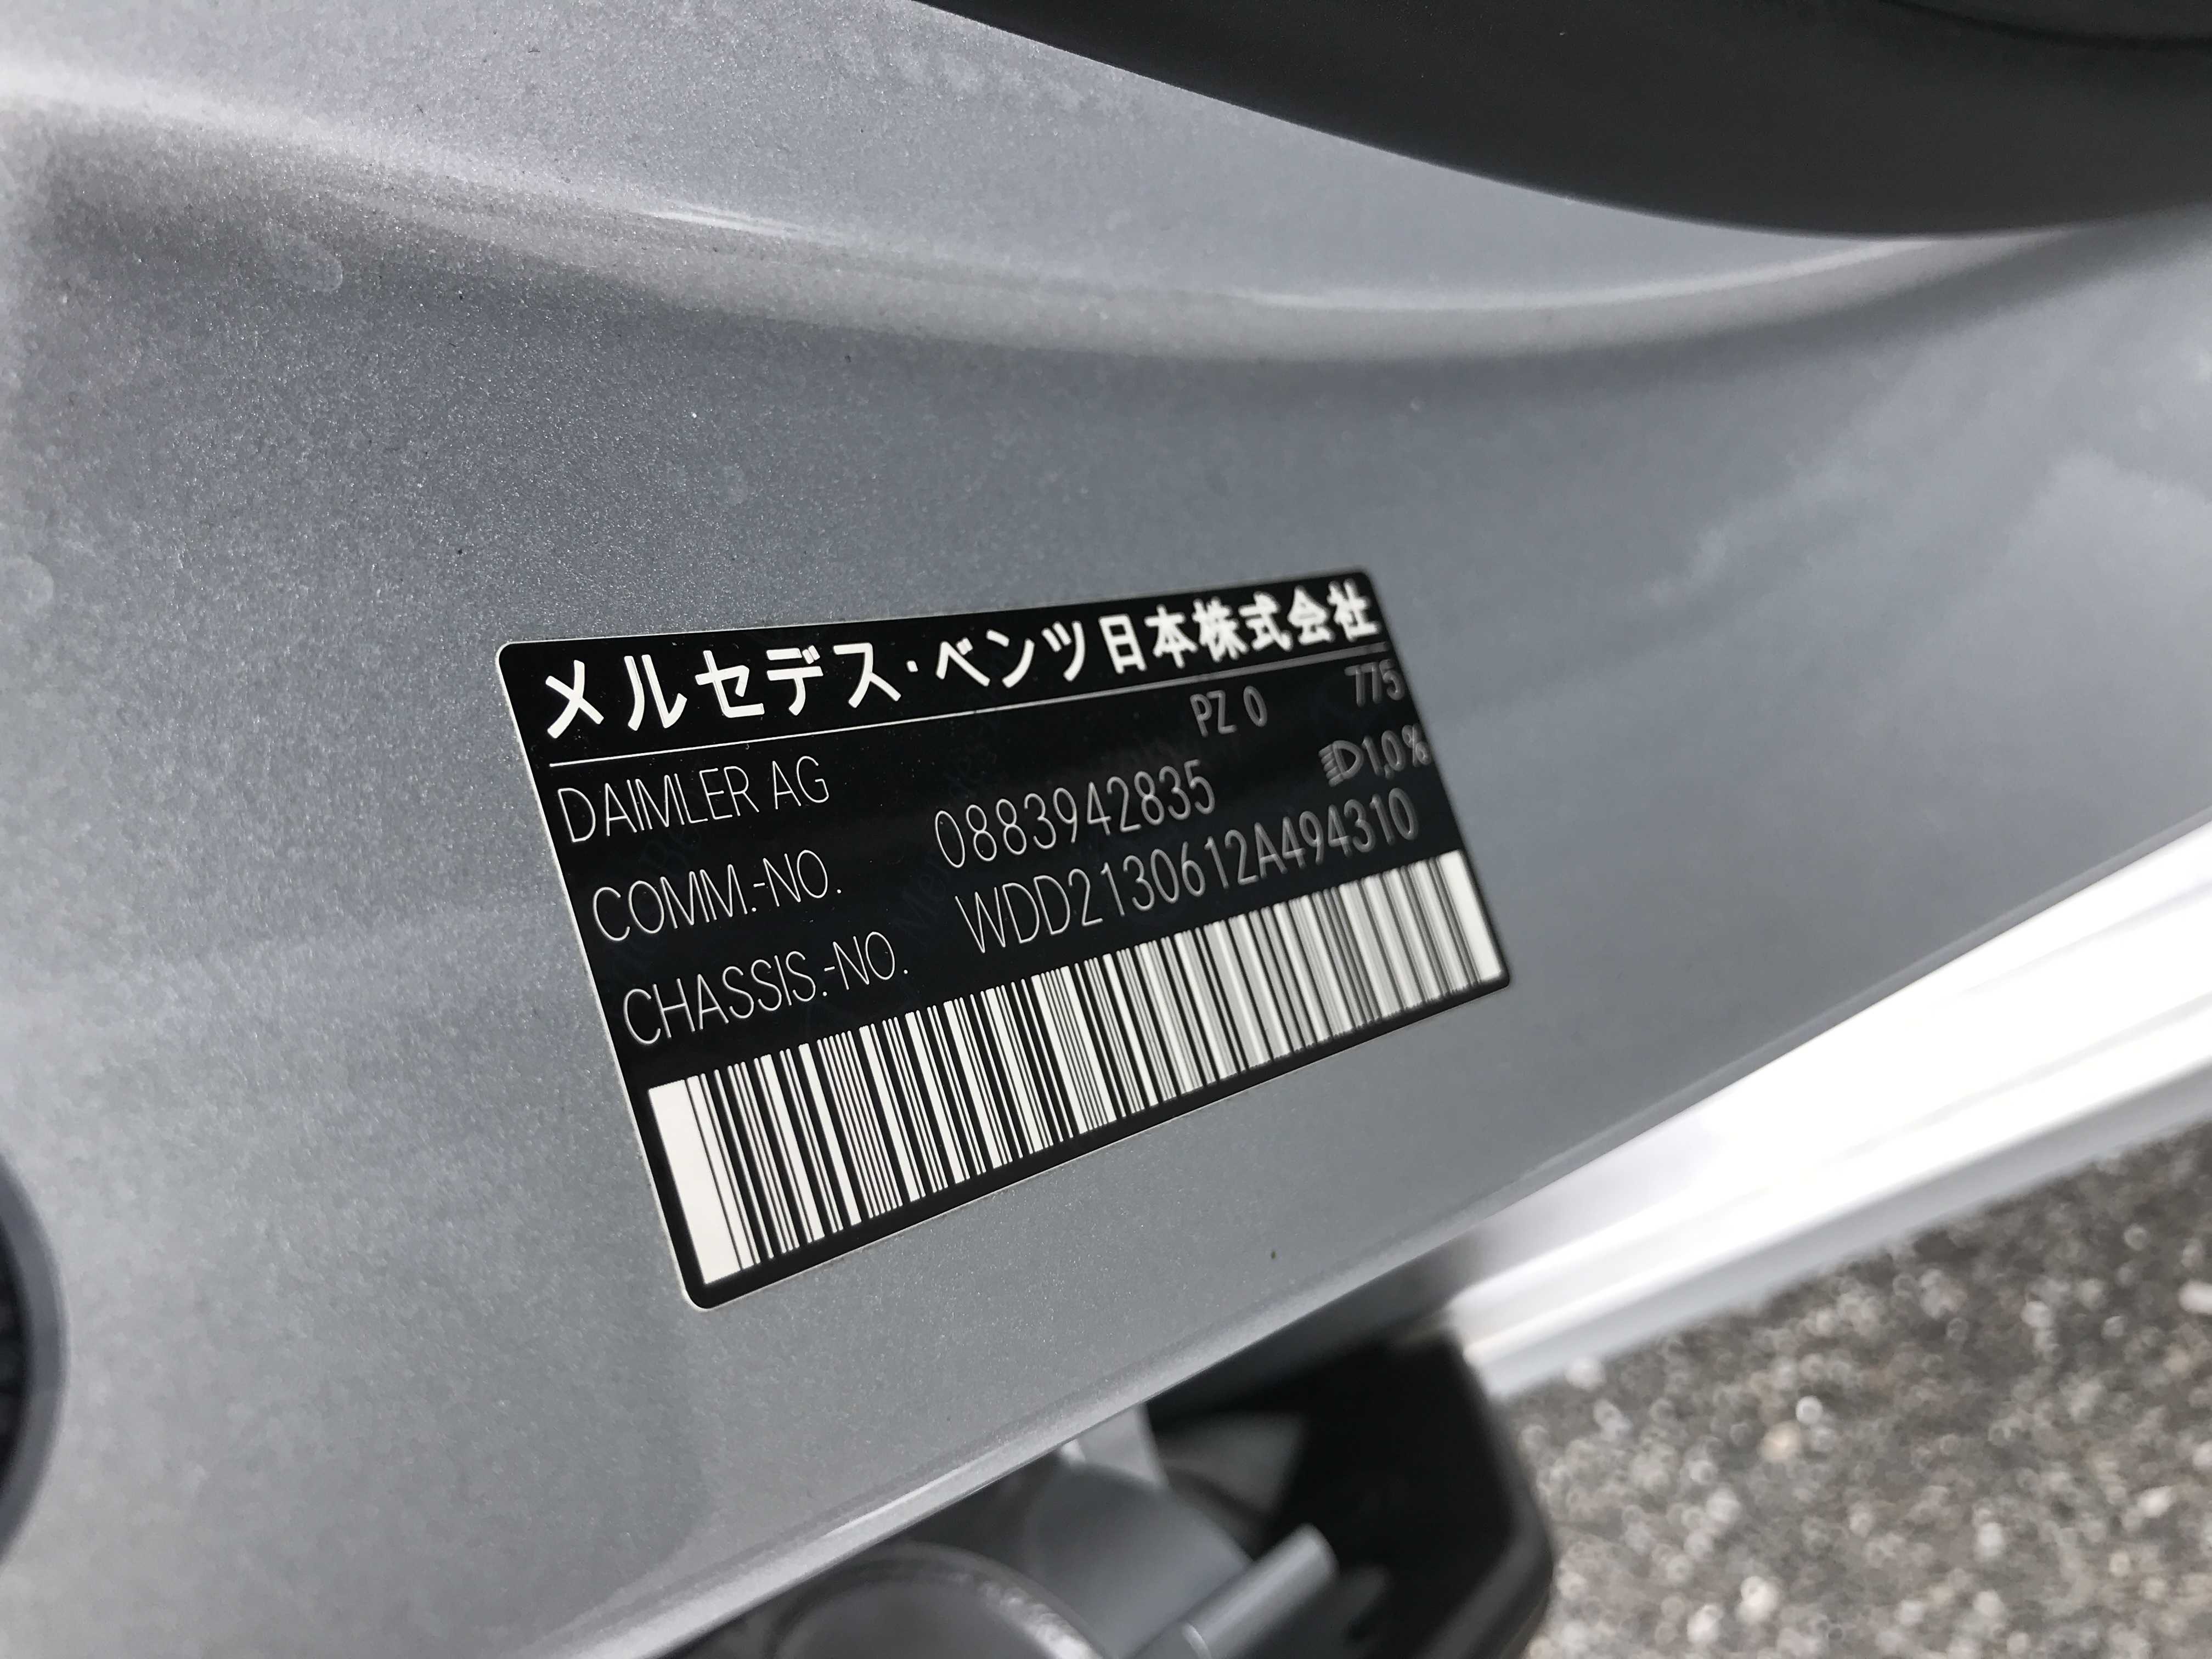 メルセデス・ベンツ日本株式会社
DAIMLER AG PZ 0 775
COMM.-NO. 0883942835 1,0%
CHASSIS.-NO. WDD2130612A494310